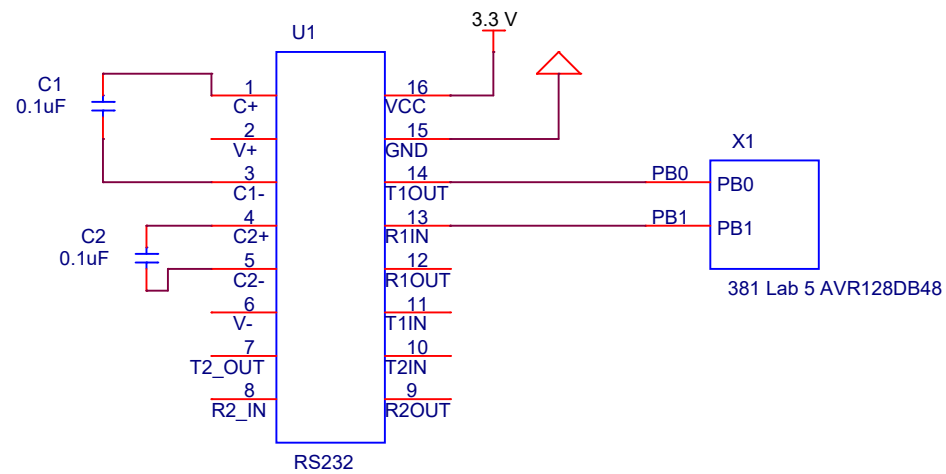 3.3 V
U1
C1
0.1uF
1
C+
2
V+
3
C1-
4
C2+
C2
0.1uF
5
C2-
6
V-
7
T2_OUT
8
R2_IN
16
VCC
15
GND
14
T1OUT
13
R1IN
12
R1OUT
11
T1IN
10
T2IN
9
R2OUT
RS232
X1
PB0
PB0
PB1
PB1
381 Lab 5 AVR128DB48